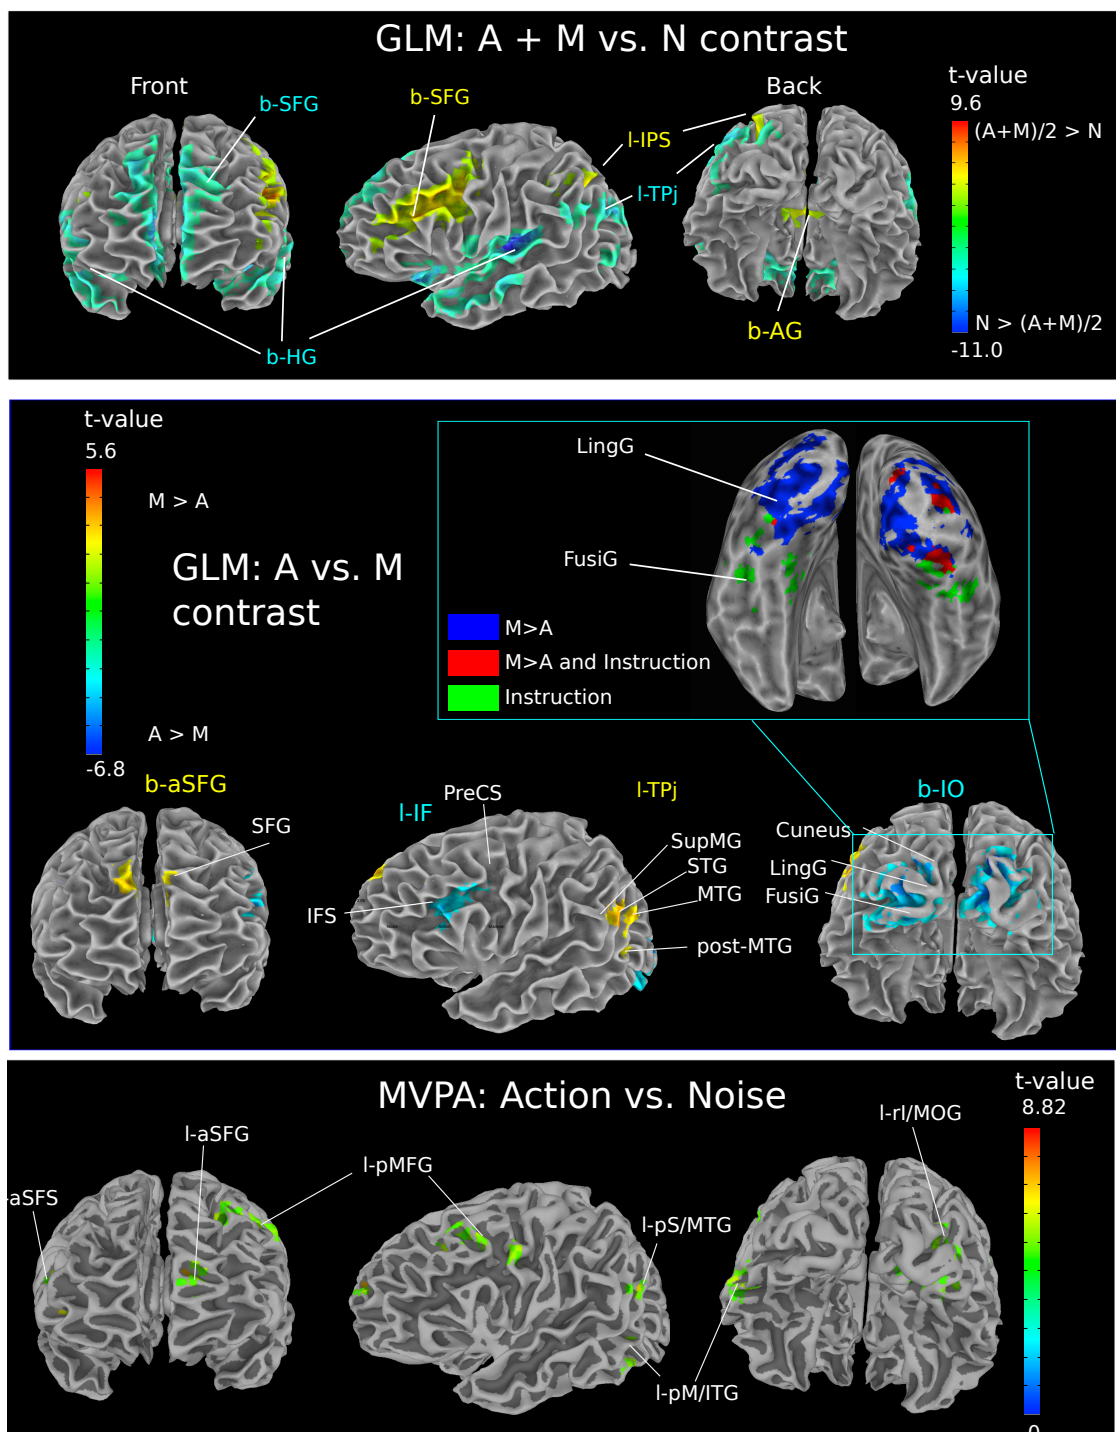 GLM: A + M vs. N contrast
Front
b-SFG
b-SFG
l-IPS
l-TPj
Back
t-value
9.6
(A+M)/2 > N
N > (A+M)/2
-11.0
b-HG
b-AG
t-value
5.6
M > A
GLM: A vs. M
contrast
A > M
-6.8
LingG
FusiG
M>A
M>A and Instruction
Instruction
b-aSFG
SFG
l-IF
PreCS
IFS
l-TPj
SupMG
STG
MTG
post-MTG
b-IO
Cuneus
LingG
FusiG
MVPA: Action vs. Noise
t-value
8.82
l-aSFG
-aSFS
l-pMFG
l-pS/MTG
l-pM/ITG
l-rl/MOG
0